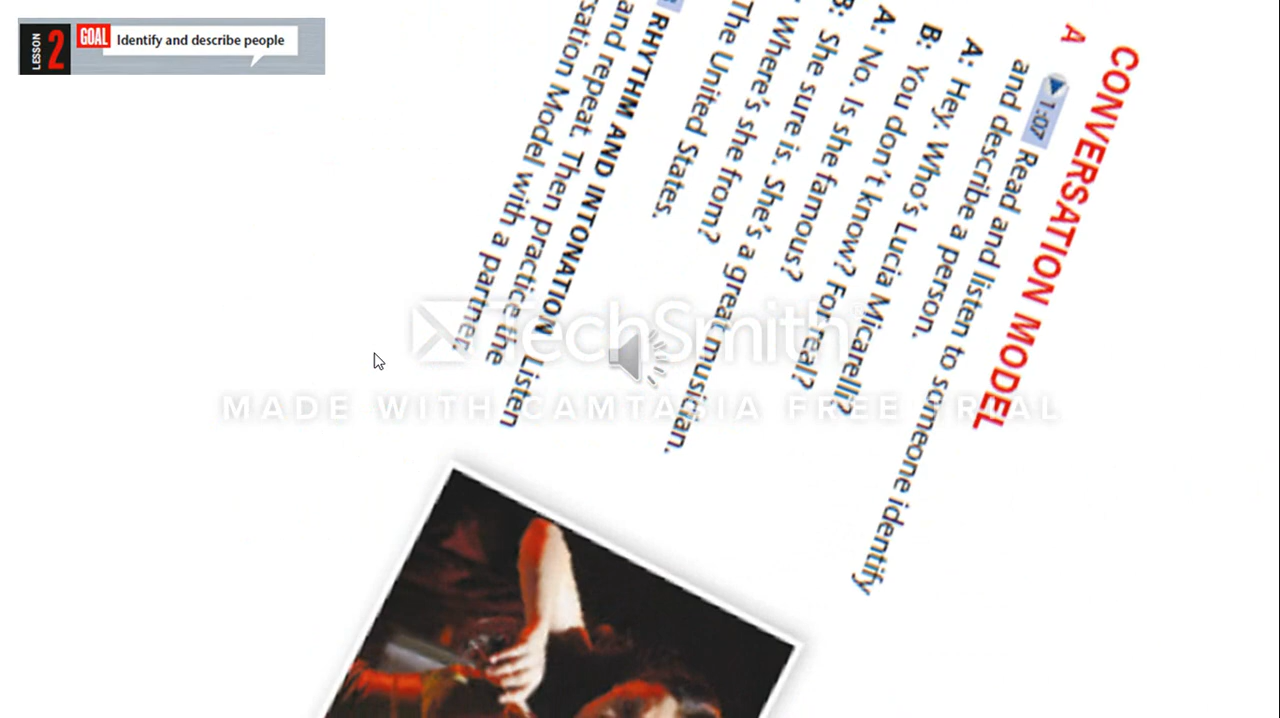 LESSON 2
GOAL Identify and describe people
CONVERSATION MODEL
A 1:07 Read and listen to someone identify
and describe a person.
A: Hey. Who's Lucia Micarelli?
B: You don't know? For real?
A: No. Is she famous?
B: She sure is. She's a great musician.
Where's she from?
The United States.
RHYTHM AND INTONATION Listen
and repeat. Then practice the
sation Model with a partner.
TechSmith
MADE WITH CAMTASIA FREE TRIAL